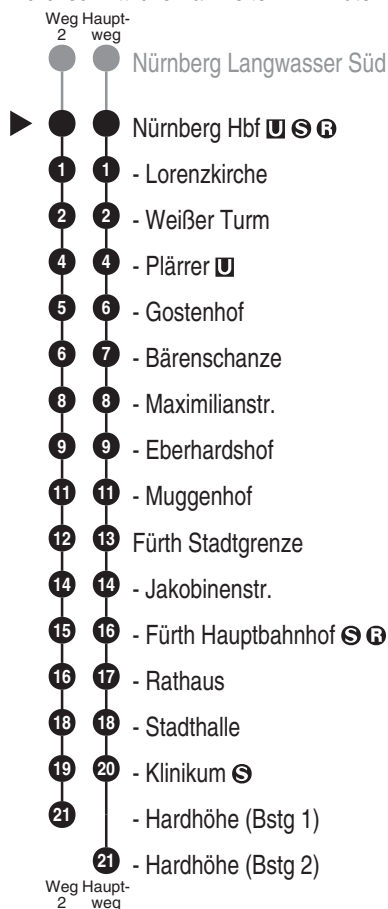 Weg Haupt-
2 weg
Nürnberg Langwasser Süd
Nürnberg Hbf U S R
1 1 - Lorenzkirche
2 2 - Weißer Turm
4 4 - Plärrer U
5 6 - Gostenhof
6 7 - Bärenschanze
8 8 - Maximilianstr.
9 9 - Eberhardshof
11 11 - Muggenhof
12 13 Fürth Stadtgrenze
14 14 - Jakobinenstr.
15 16 - Fürth Hauptbahnhof S R
16 17 - Rathaus
18 18 - Stadthalle
19 20 - Klinikum S
21 - Hardhöhe (Bstg 1)
21 - Hardhöhe (Bstg 2)
Weg Haupt-
2 weg